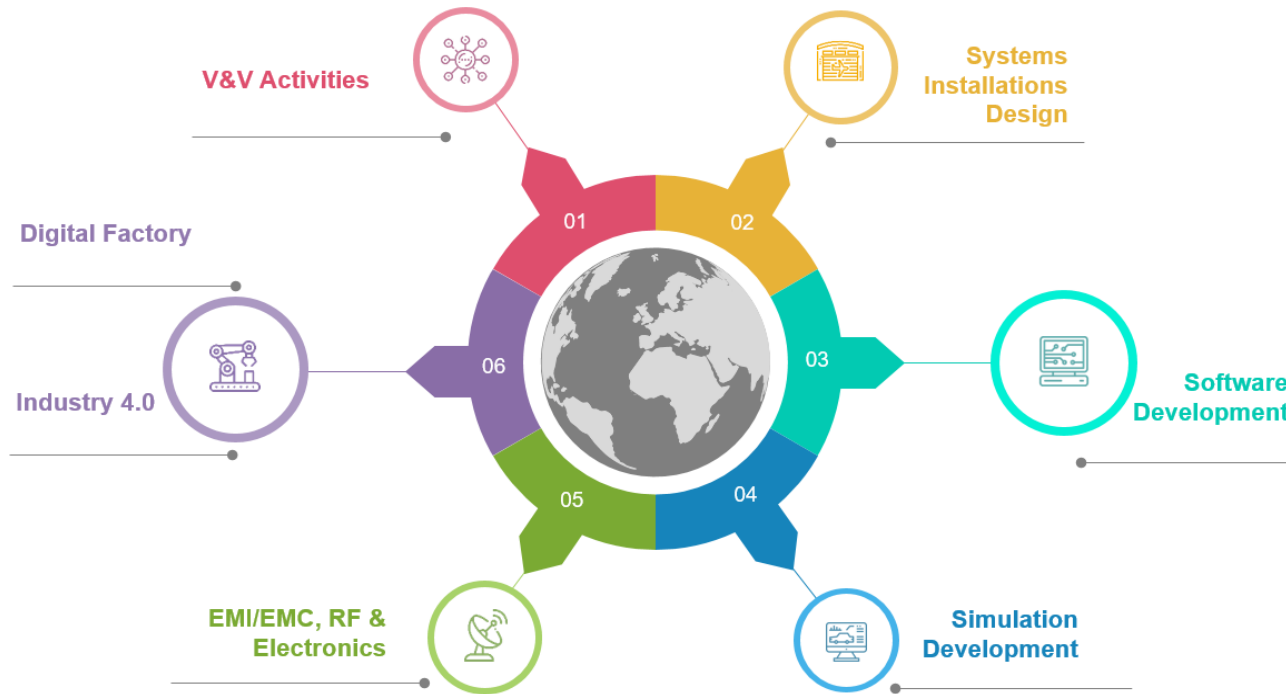 V&V Activities
Systems
Installations
Design
Digital Factory
01
02
06
03
Industry 4.0
Software
Development
05
04
EMI/EMC, RF &
Electronics
Simulation
Development